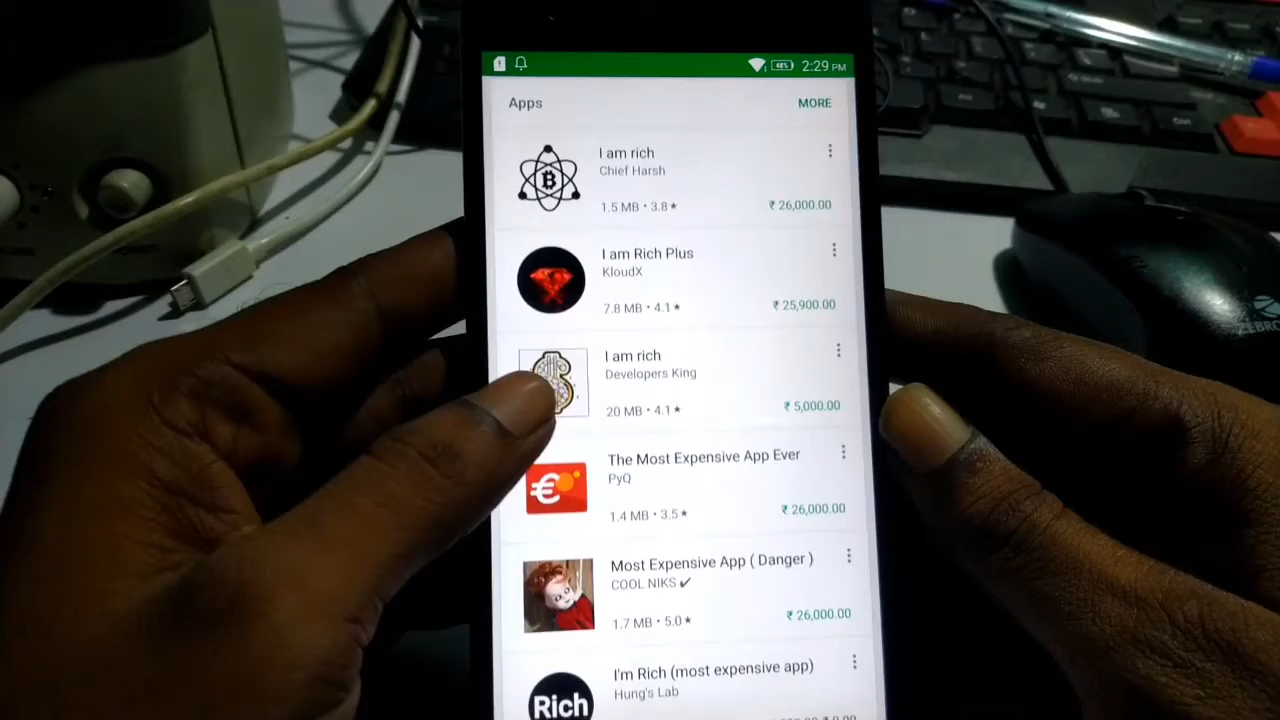 48%
2:29 PM
Apps
MORE
I am rich
Chief Harsh
1.5 MB • 3.8★
₹ 26,000.00
I am Rich Plus
KloudX
7.8 MB • 4.1★
₹ 25,900.00
I am rich
Developers King
20 MB • 4.1★
₹ 5,000.00
The Most Expensive App Ever
PyQ
1.4 MB • 3.5★
₹ 26,000.00
Most Expensive App ( Danger )
COOL NIKS ✔
1.7 MB • 5.0★
₹ 26,000.00
I'm Rich (most expensive app)
Hung's Lab
Rich
Ctrl